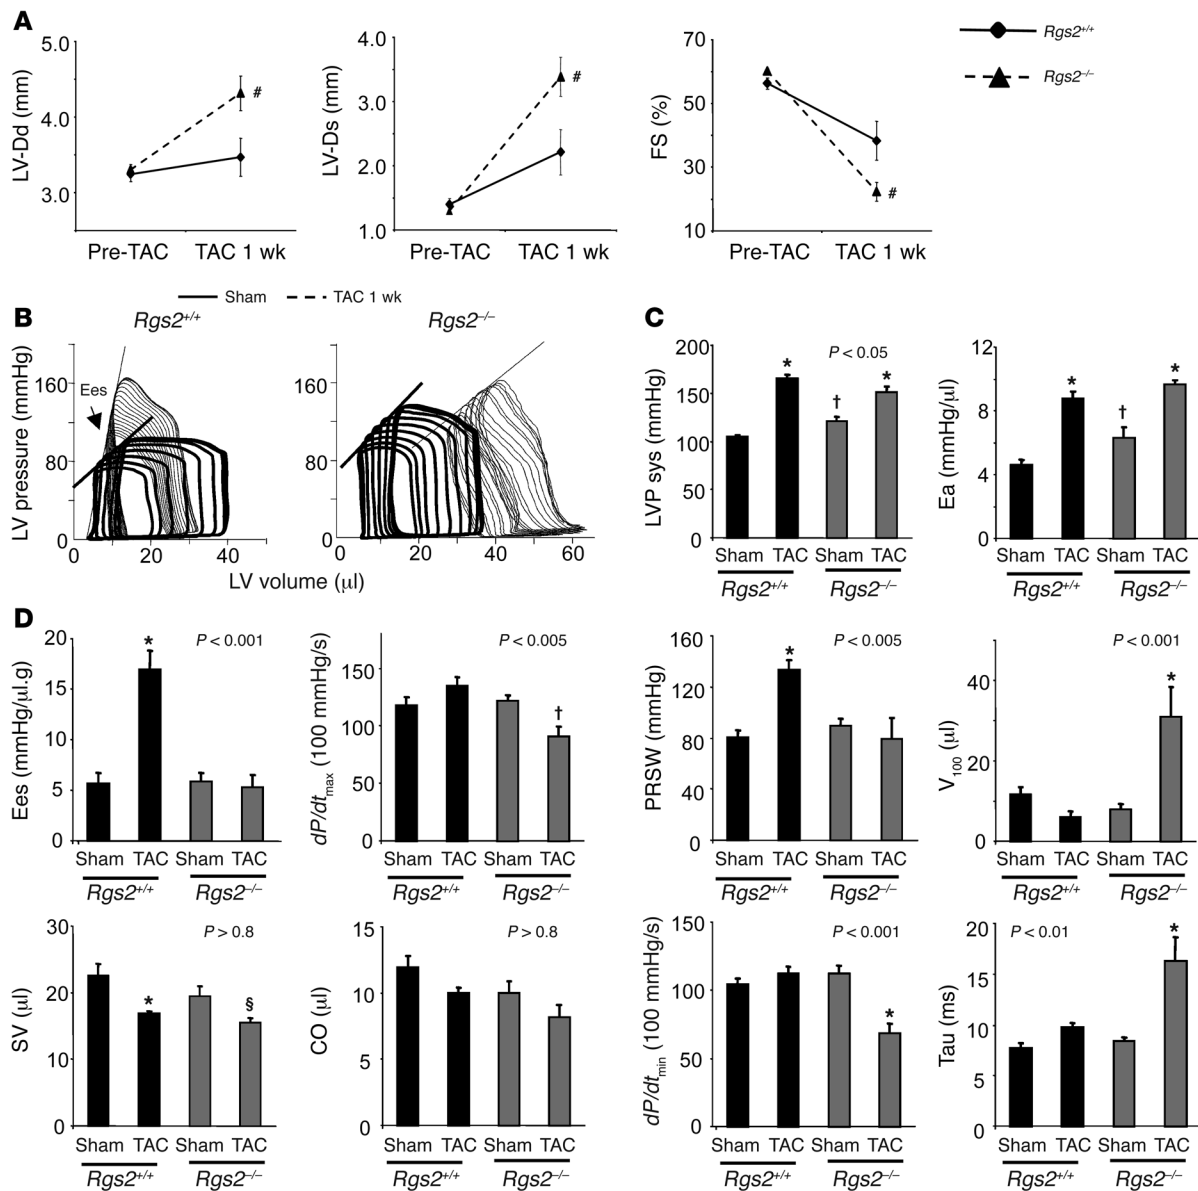 A
LV-Dd (mm)
5.0
4.0
3.0
Pre-TAC TAC 1 wk
#
LV-Ds (mm)
4.0
3.0
2.0
1.0
Pre-TAC TAC 1 wk
#
FS (%)
70
50
30
10
Pre-TAC TAC 1 wk
#
Rgs2+/+
Rgs2–/–
B
Sham TAC 1 wk
Rgs2+/+ Rgs2–/–
LV pressure (mmHg)
160
80
0
Ees
0 20 40
160
80
0 20 40 60
LV volume (μl)
C
LVP sys (mmHg)
200
150
100
50
0
P < 0.05
* † *
Sham TAC Sham TAC
Rgs2+/+ Rgs2–/–
Ea (mmHg/μl)
12
8
4
0
* † *
Sham TAC Sham TAC
Rgs2+/+ Rgs2–/–
D
Ees (mmHg/μl.g)
20
15
10
5
0
* P < 0.001
Sham TAC Sham TAC
Rgs2+/+ Rgs2–/–
dP/dtmax (100 mmHg/s)
150
100
50
0
P < 0.005
†
Sham TAC Sham TAC
Rgs2+/+ Rgs2–/–
PRSW (mmHg)
160
120
80
40
0
* P < 0.005
Sham TAC Sham TAC
Rgs2+/+ Rgs2–/–
V100 (μl)
40
20
0
P < 0.001
*
Sham TAC Sham TAC
Rgs2+/+ Rgs2–/–
SV (μl)
30
20
10
0
P > 0.8
* §
Sham TAC Sham TAC
Rgs2+/+ Rgs2–/–
CO (μl)
15
10
5
0
P > 0.8
Sham TAC Sham TAC
Rgs2+/+ Rgs2–/–
dP/dtmin (100 mmHg/s)
150
100
50
0
P < 0.001
*
Sham TAC Sham TAC
Rgs2+/+ Rgs2–/–
Tau (ms)
20
15
10
5
0
P < 0.01
*
Sham TAC Sham TAC
Rgs2+/+ Rgs2–/–